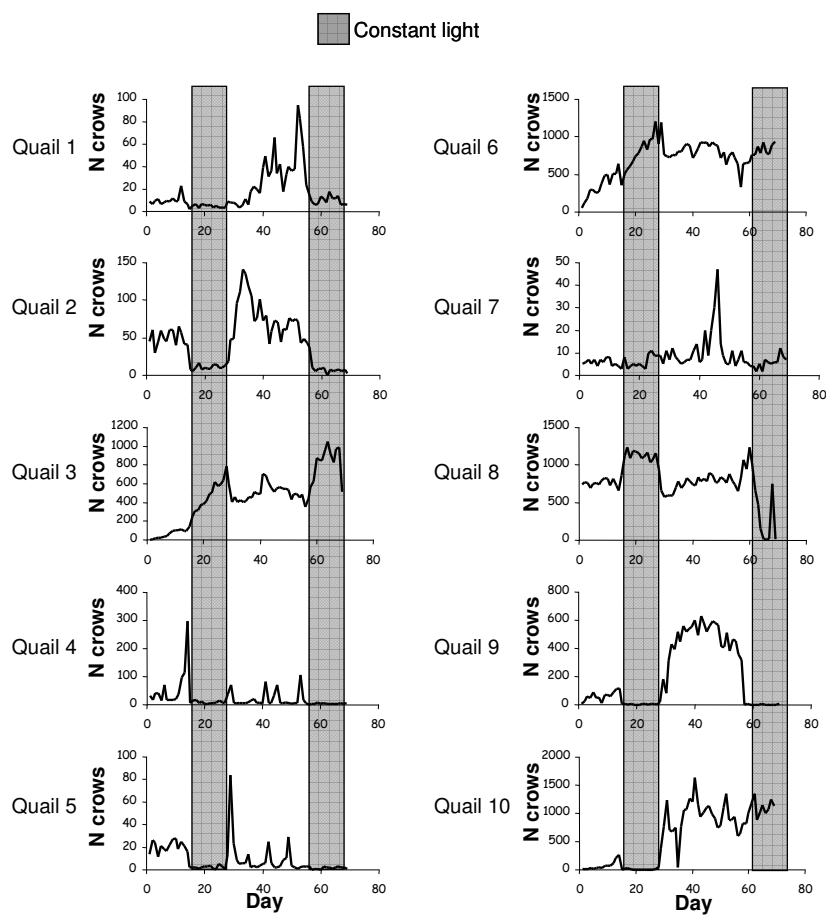 Constant light
Quail 1
N crows
100
80
60
40
20
0
0 20 40 60 80
Quail 2
N crows
150
100
50
0
0 20 40 60 80
Quail 3
N crows
1200
1000
800
600
400
200
0
0 20 40 60 80
Quail 4
N crows
400
300
200
100
0
0 20 40 60 80
Quail 5
N crows
100
80
60
40
20
0
0 20 40 60 80
Day
Quail 6
N crows
1500
1000
500
0
0 20 40 60 80
Quail 7
N crows
50
40
30
20
10
0
0 20 40 60 80
Quail 8
N crows
1500
1000
500
0
0 20 40 60 80
Quail 9
N crows
800
600
400
200
0
0 20 40 60 80
Quail 10
N crows
2000
1500
1000
500
0
0 20 40 60 80
Day